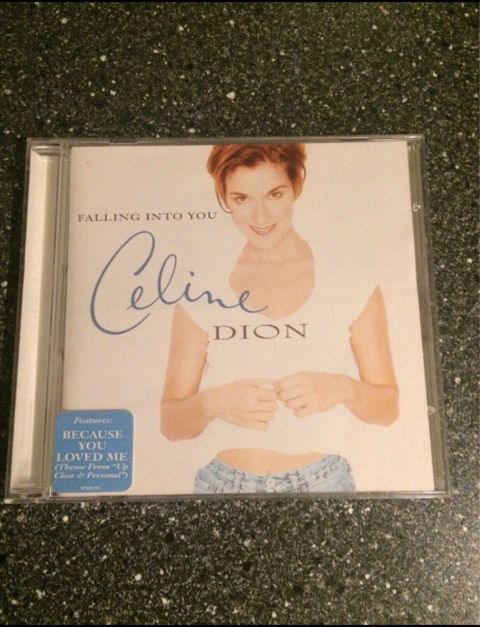 FALLING INTO YOU
Celine
DION
Features:
BECAUSE
YOU
LOVED ME
(Theme From "Up
Close & Personal")